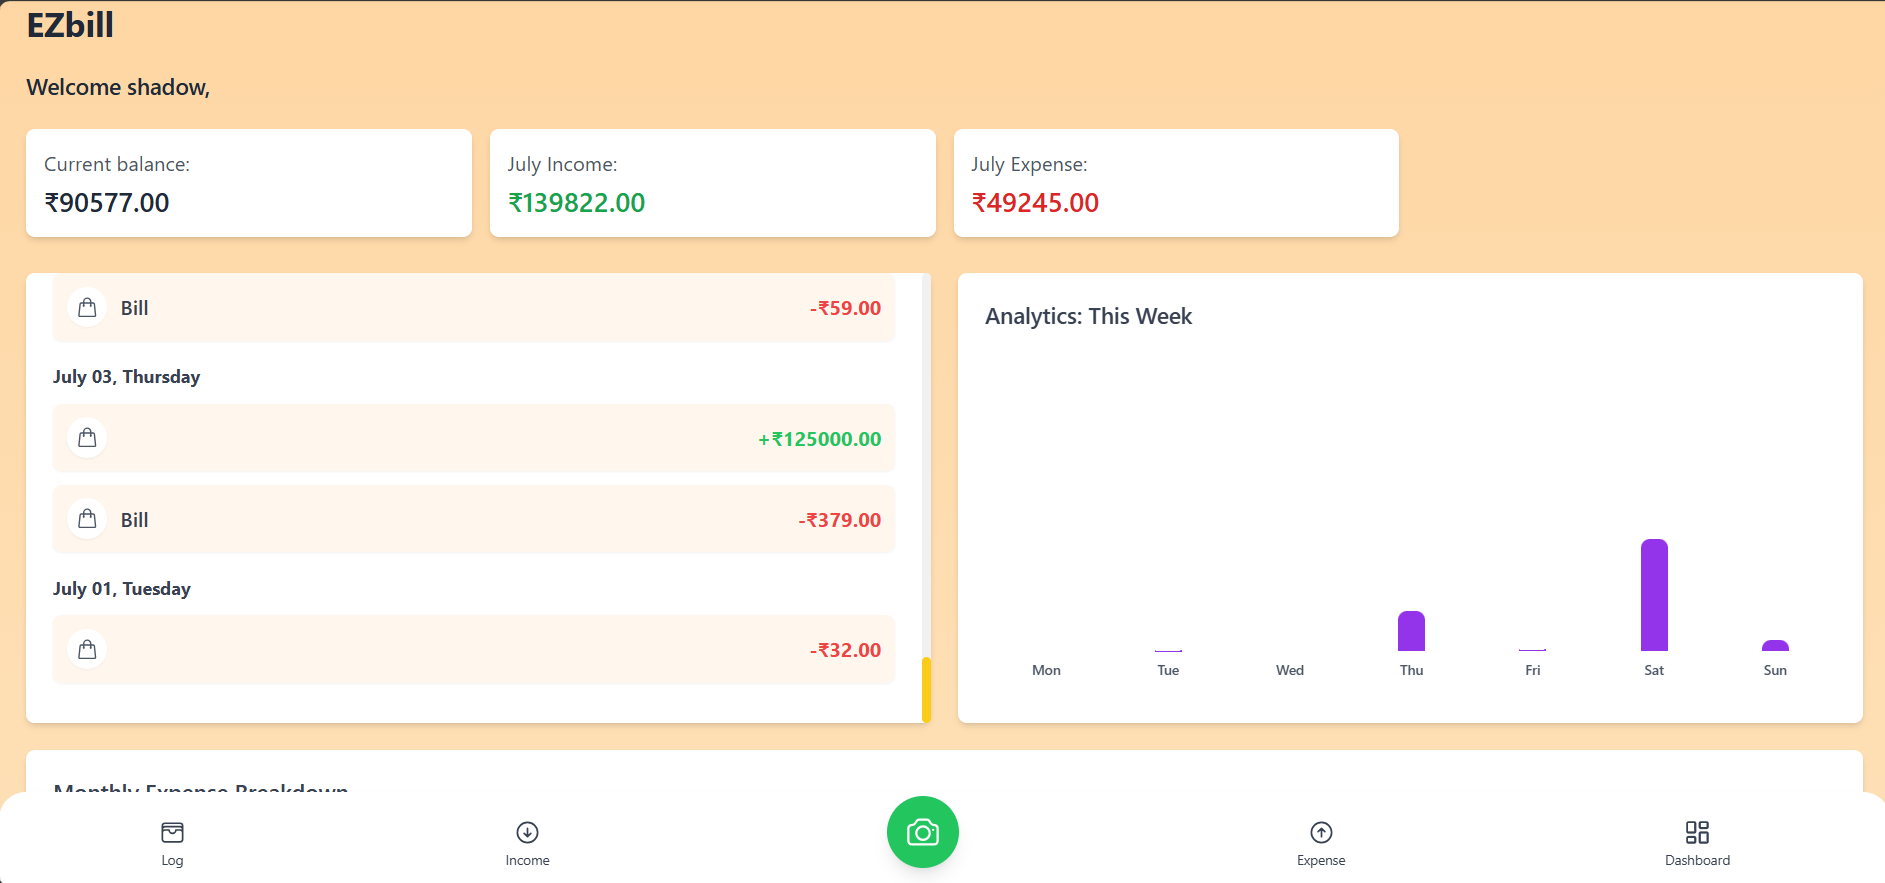 EZbill
Welcome shadow,
Current balance:
₹90577.00
July Income:
₹139822.00
July Expense:
₹49245.00
Bill
-₹59.00
July 03, Thursday
+₹125000.00
Bill
-₹379.00
July 01, Tuesday
-₹32.00
Analytics: This Week
Mon Tue Wed Thu Fri Sat Sun
Monthly Expense Breakdown
Log
Income
Expense
Dashboard